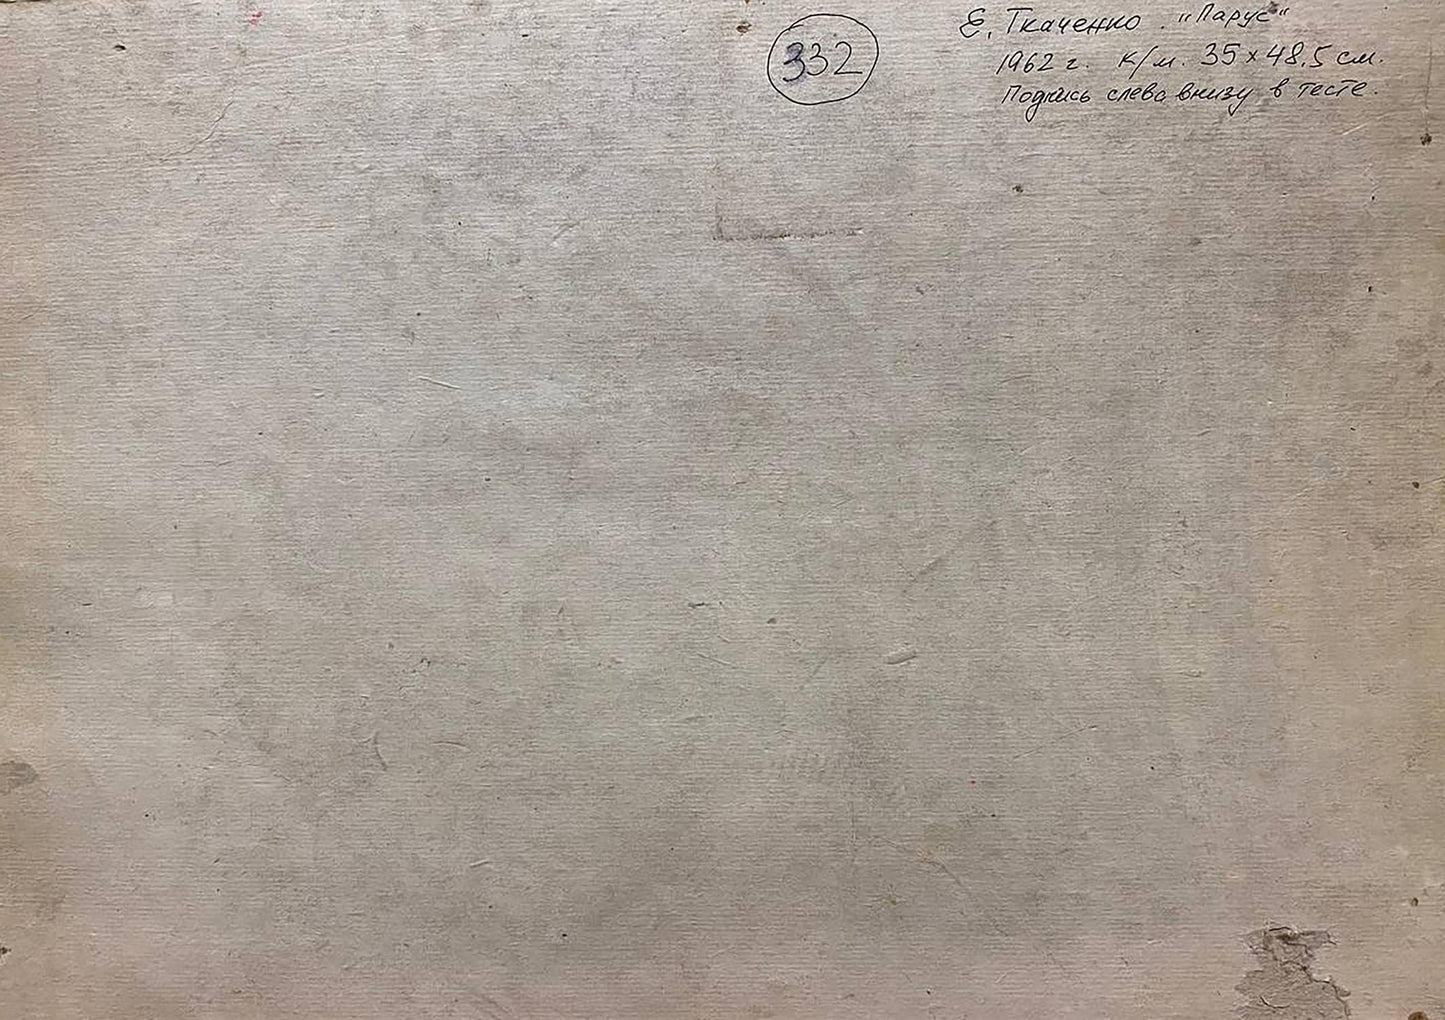 332
Е. Ткаченко. "Парус"
1962 г. к/м. 35×48,5 см.
Подпись слева внизу в тесте.